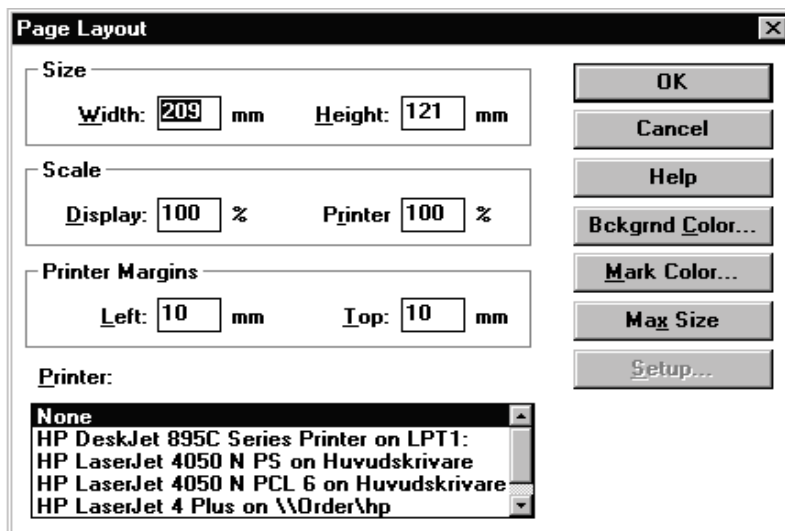 Page Layout
Size
Width: 209 mm Height: 121 mm
Scale
Display: 100 % Printer 100 %
Printer Margins
Left: 10 mm Top: 10 mm
Printer:
None
HP DeskJet 895C Series Printer on LPT1:
HP LaserJet 4050 N PS on Huvudskrivare
HP LaserJet 4050 N PCL 6 on Huvudskrivare
HP LaserJet 4 Plus on \\Order\hp
OK
Cancel
Help
Bckgrnd Color...
Mark Color...
Max Size
Setup...